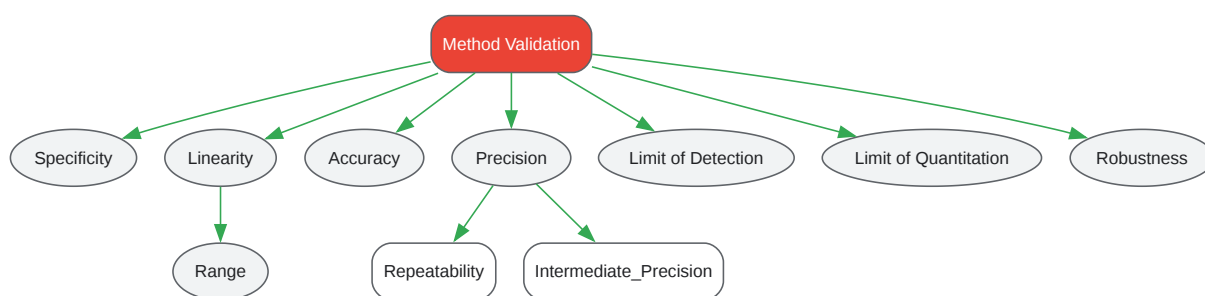 Method Validation
Specificity
Linearity
Accuracy
Precision
Limit of Detection
Limit of Quantitation
Robustness
Range
Repeatability
Intermediate_Precision